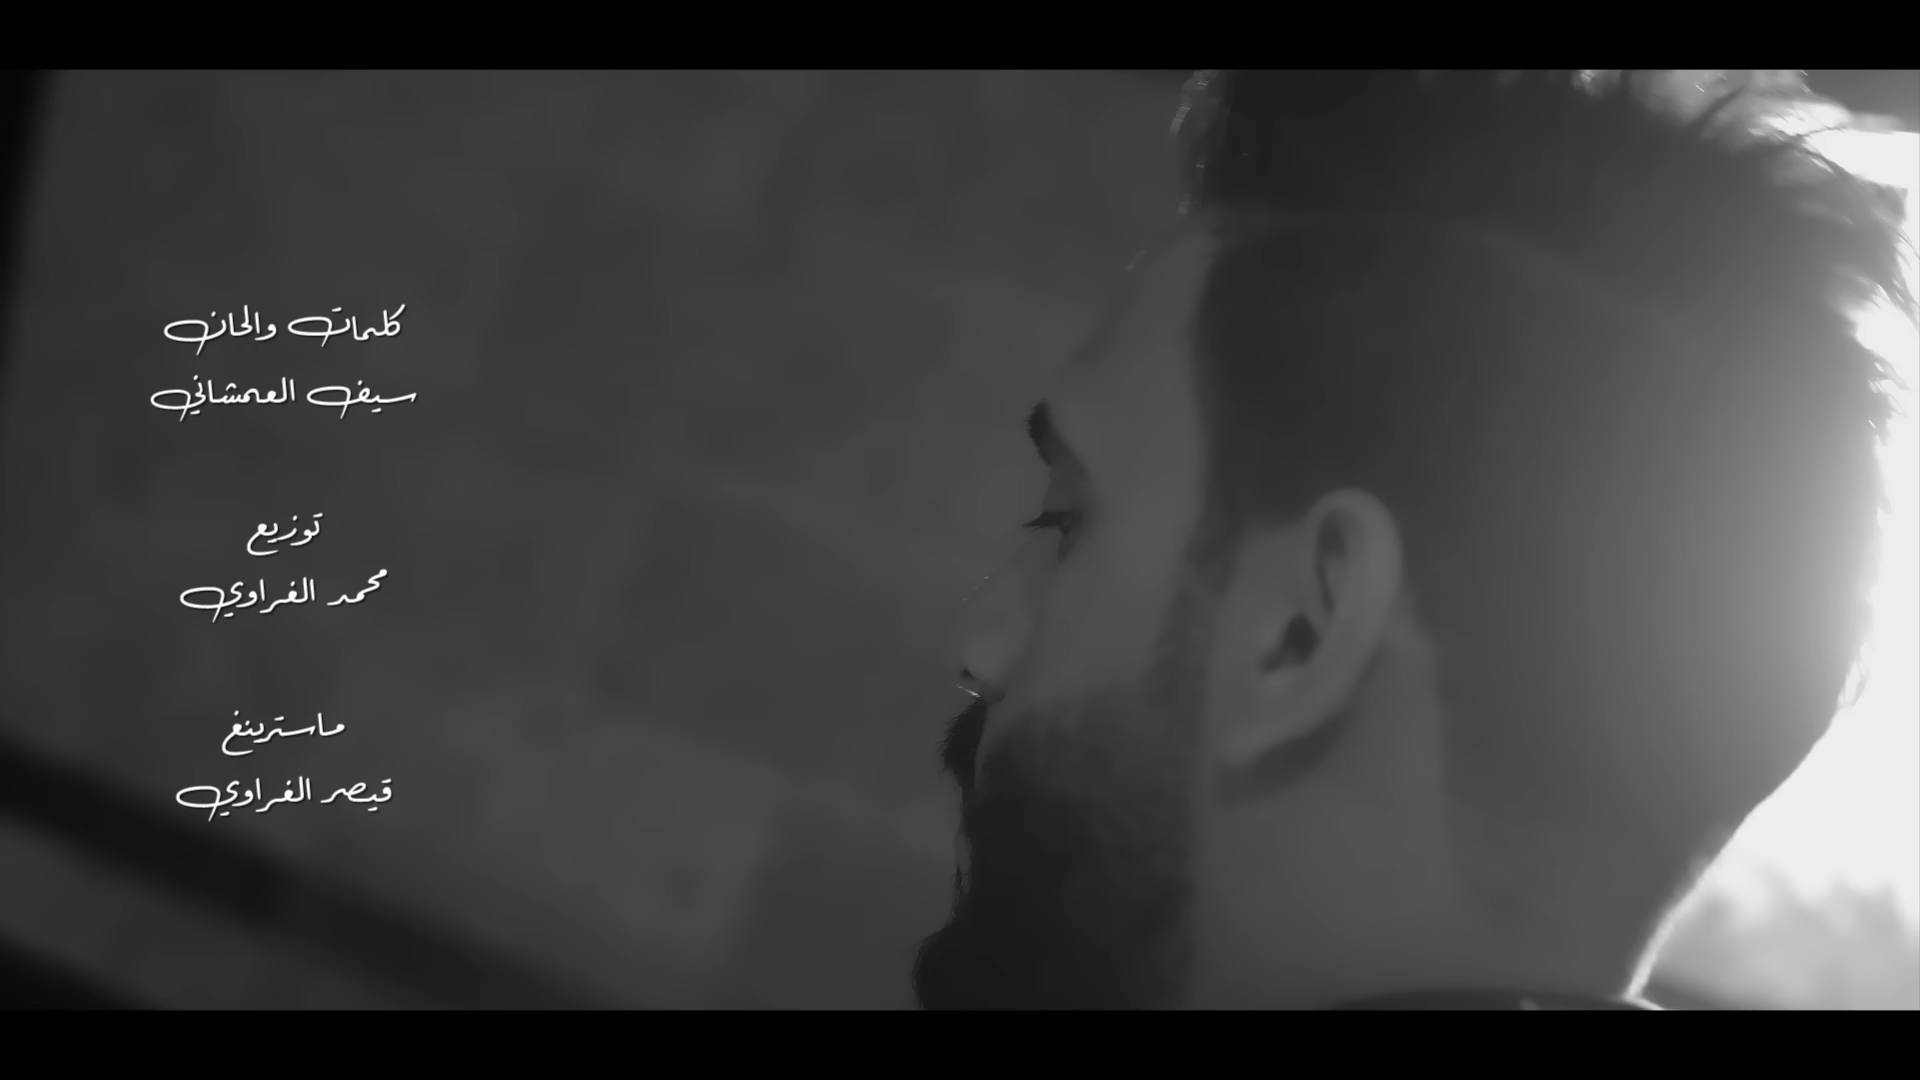 كلمات والحان
سيف العمشاني
توزيع
محمد الغراوي
ماسترينغ
قيصر الغراوي